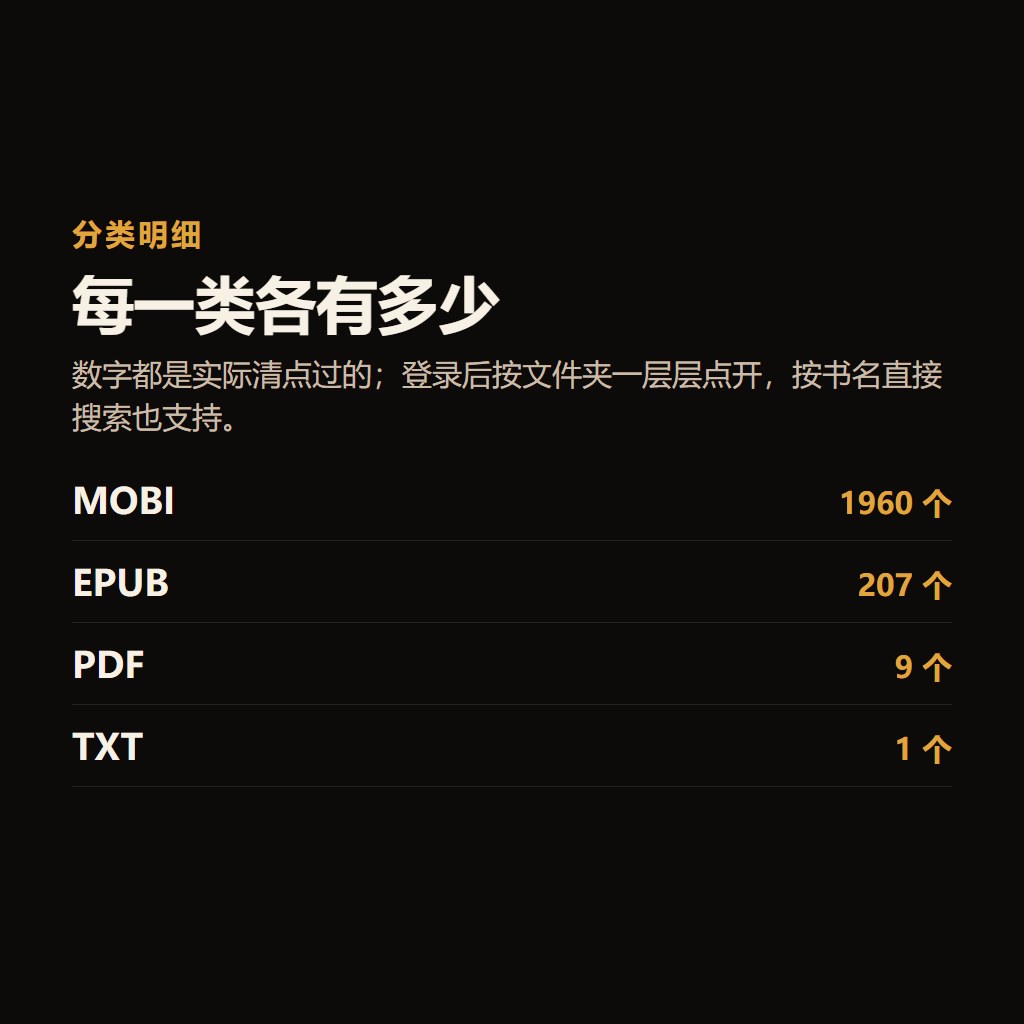 分类明细
每一类各有多少
数字都是实际清点过的；登录后按文件夹一层层点开，按书名直接
搜索也支持。
MOBI 1960 个
EPUB 207 个
PDF 9 个
TXT 1 个